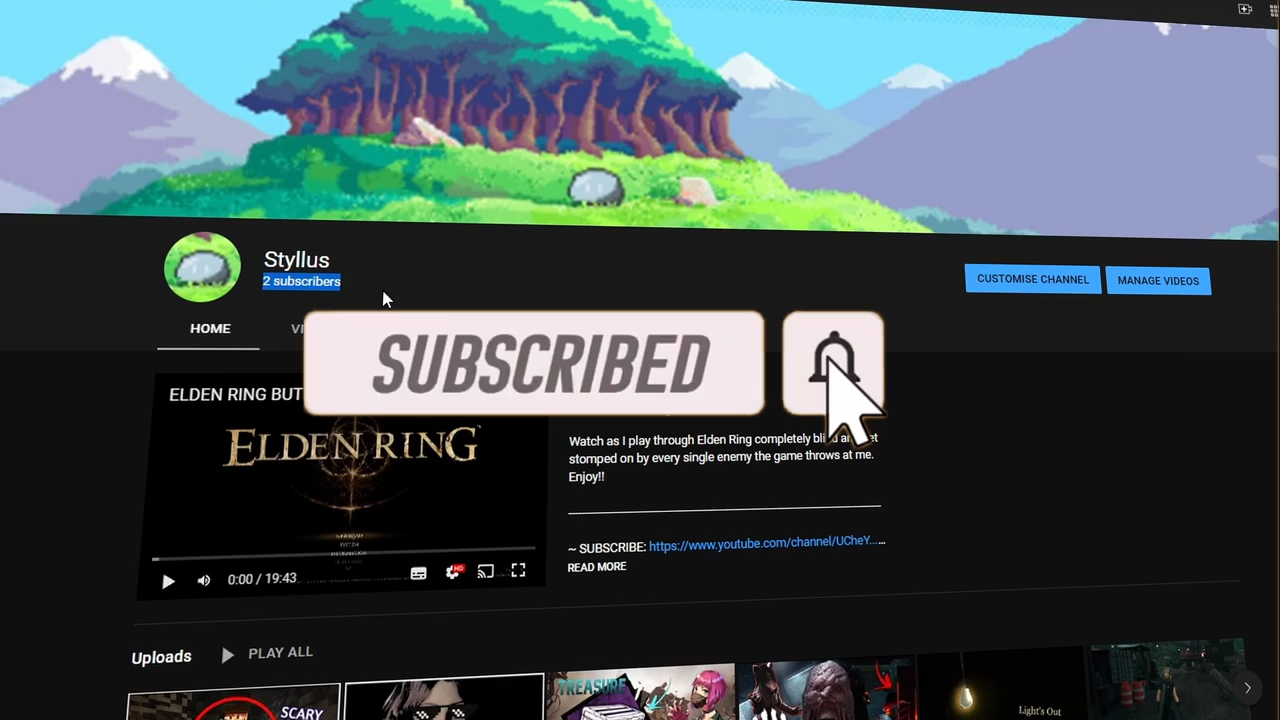 Styllus
2 subscribers
CUSTOMISE CHANNEL
MANAGE VIDEOS
HOME
SUBSCRIBED
ELDEN RING BUT
ELDEN RING
Watch as I play through Elden Ring completely
stomped on by every single enemy the game throws at me.
Enjoy!!
~ SUBSCRIBE: https://www.youtube.com/channel/UCheY...…
READ MORE
0:00 / 19:43
HD
Uploads
PLAY ALL
SCARY
TREASURE
Light's Out